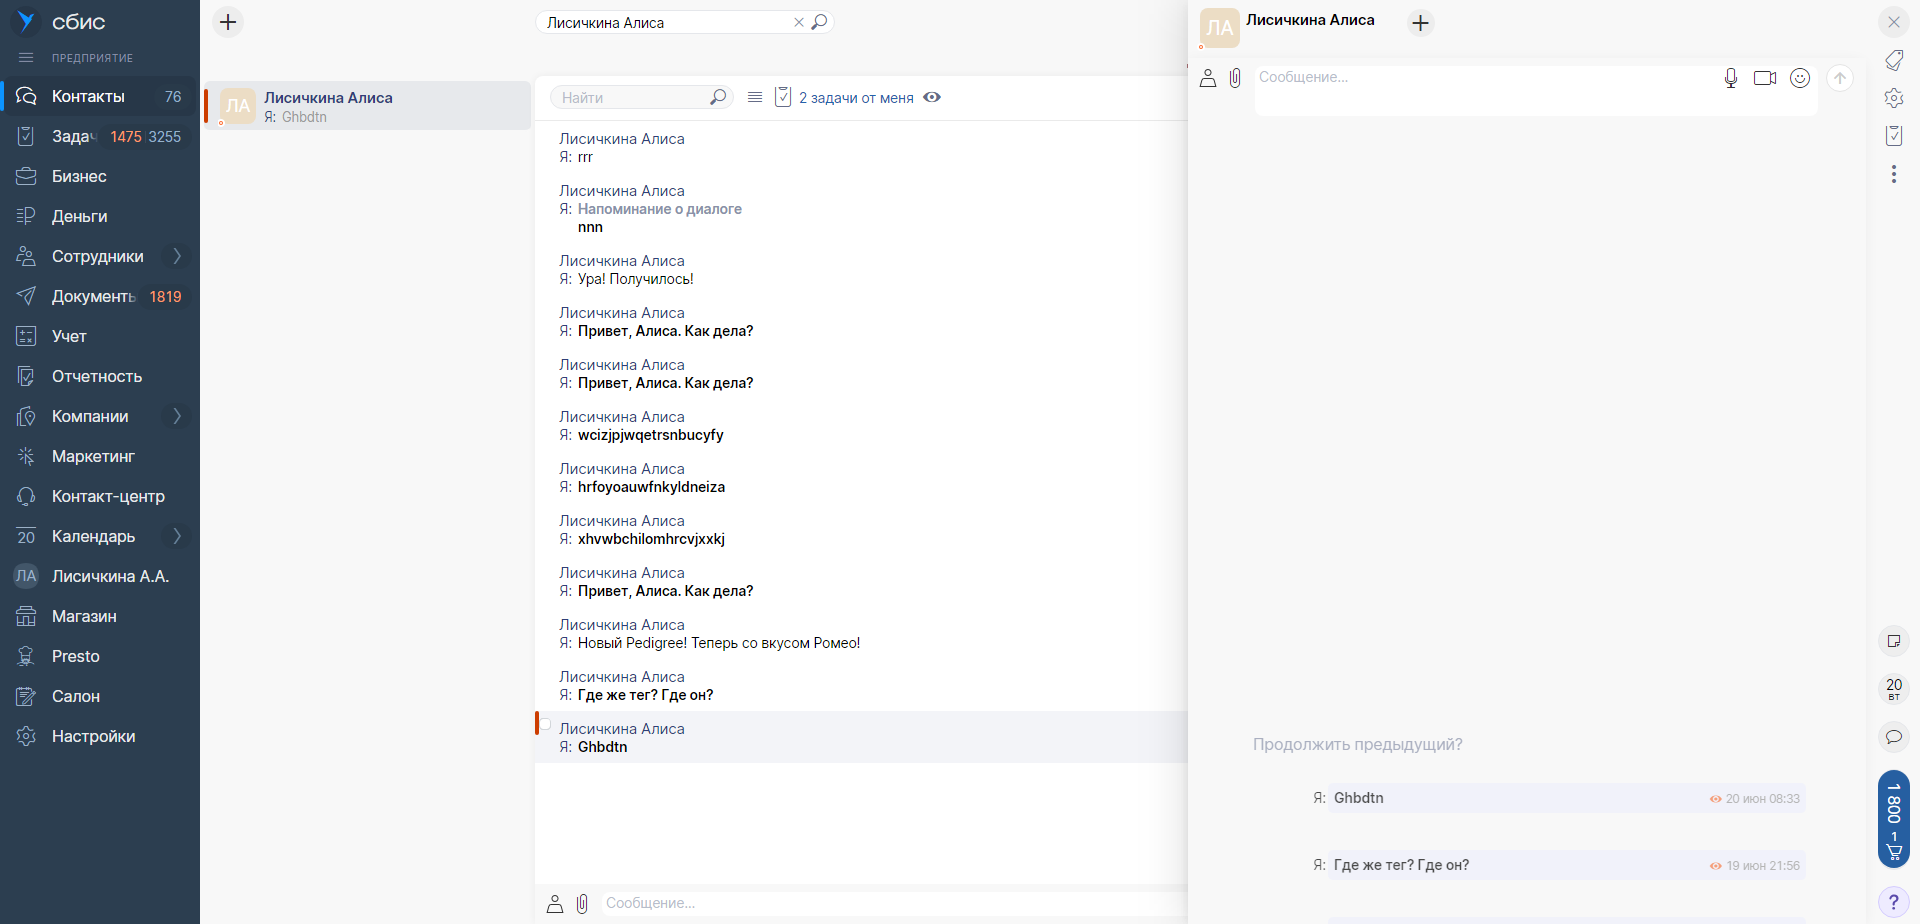 сбис
ПРЕДПРИЯТИЕ
Контакты 76
Задач 1475 3255
Бизнес
Деньги
Сотрудники
Документы 1819
Учет
Отчетность
Компании
Маркетинг
Контакт-центр
20 Календарь
ЛА Лисичкина А.А.
Магазин
Presto
Салон
Настройки
Лисичкина Алиса
ЛА Лисичкина Алиса
Я: Ghbdtn
Найти
2 задачи от меня
Лисичкина Алиса
Я: rrr
Лисичкина Алиса
Я: Напоминание о диалоге
nnn
Лисичкина Алиса
Я: Ура! Получилось!
Лисичкина Алиса
Я: Привет, Алиса. Как дела?
Лисичкина Алиса
Я: Привет, Алиса. Как дела?
Лисичкина Алиса
Я: wcizjpjwqetrsnbucyfy
Лисичкина Алиса
Я: hrfoyoauwfnkyldneiza
Лисичкина Алиса
Я: xhvwbchilomhrcvjxxkj
Лисичкина Алиса
Я: Привет, Алиса. Как дела?
Лисичкина Алиса
Я: Новый Pedigree! Теперь со вкусом Ромео!
Лисичкина Алиса
Я: Где же тег? Где он?
Лисичкина Алиса
Я: Ghbdtn
Сообщение...
ЛА Лисичкина Алиса
Сообщение...
Продолжить предыдущий?
Я: Ghbdtn 20 июн 08:33
Я: Где же тег? Где он? 19 июн 21:56
20
ВТ
1 800
1
?